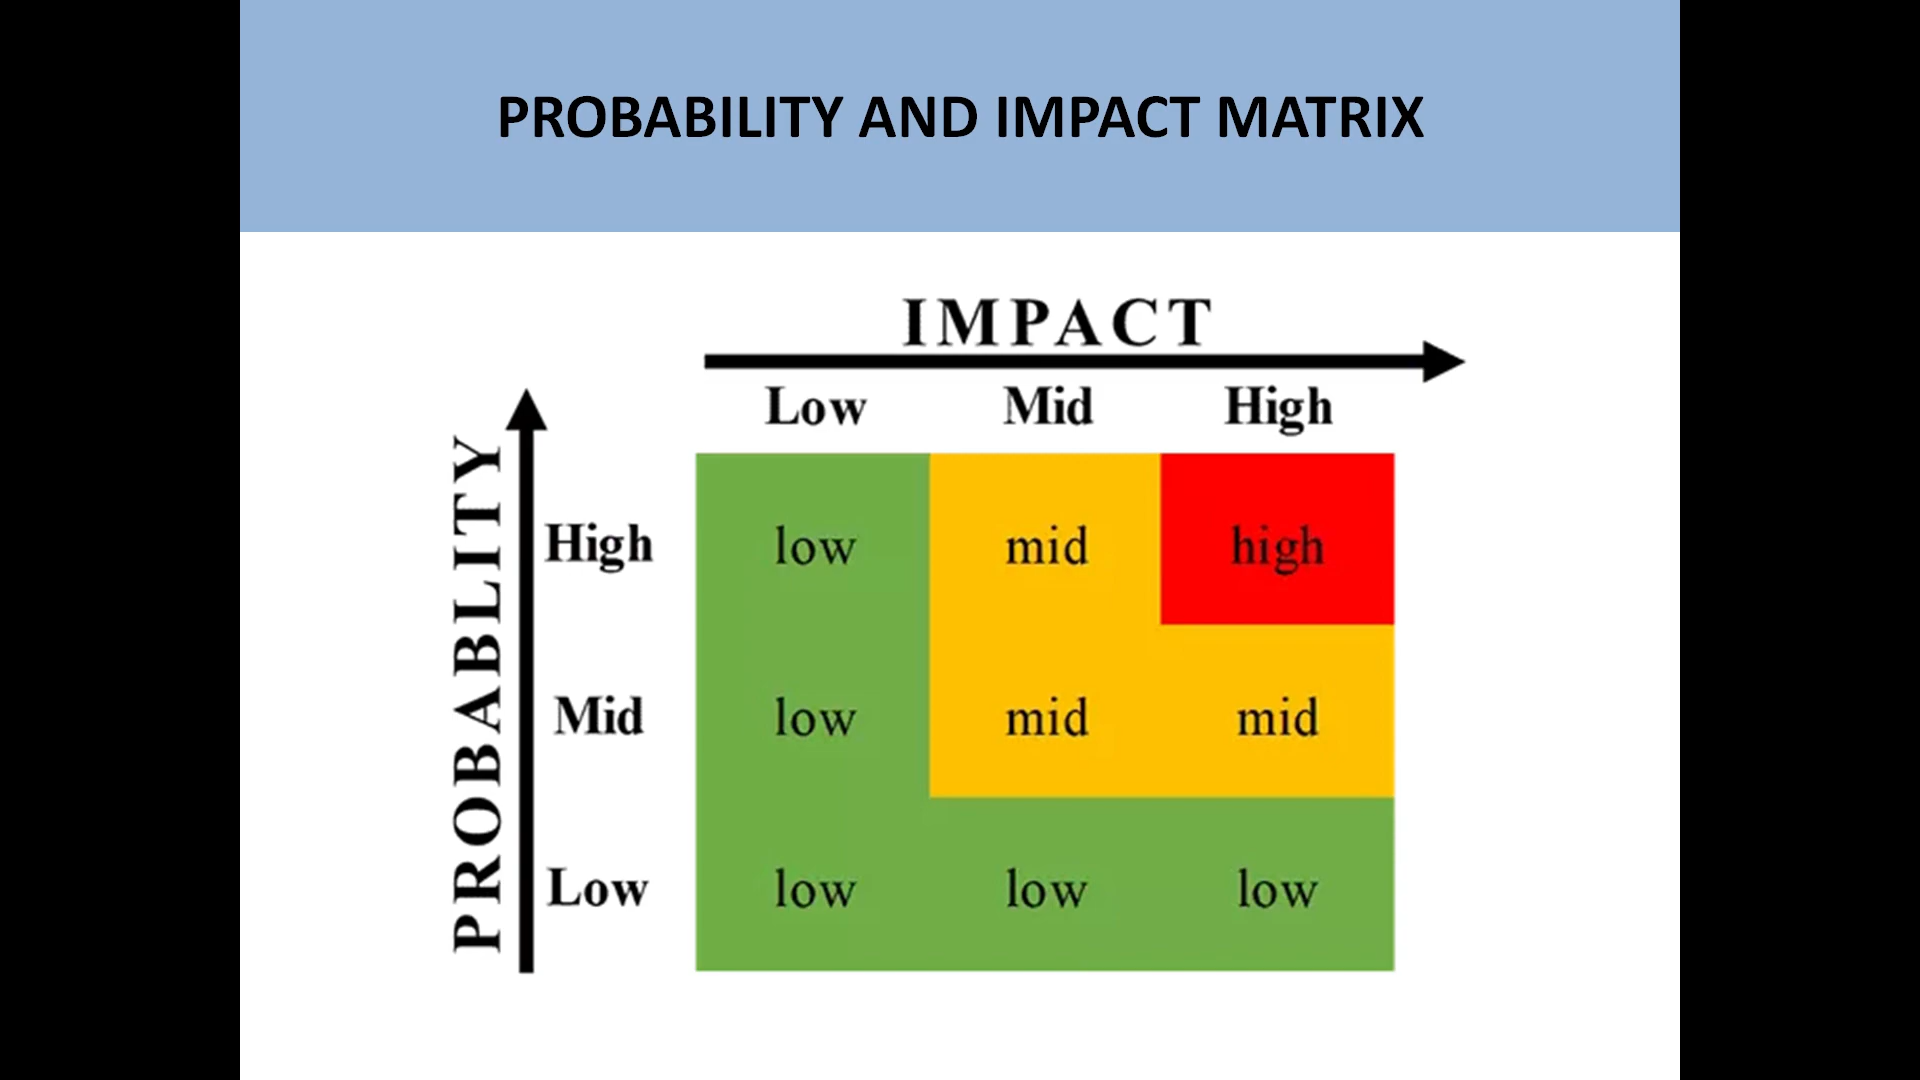 PROBABILITY AND IMPACT MATRIX
IMPACT
Low Mid High
PROBABLITY
High low mid high
Mid low mid mid
Low low low low